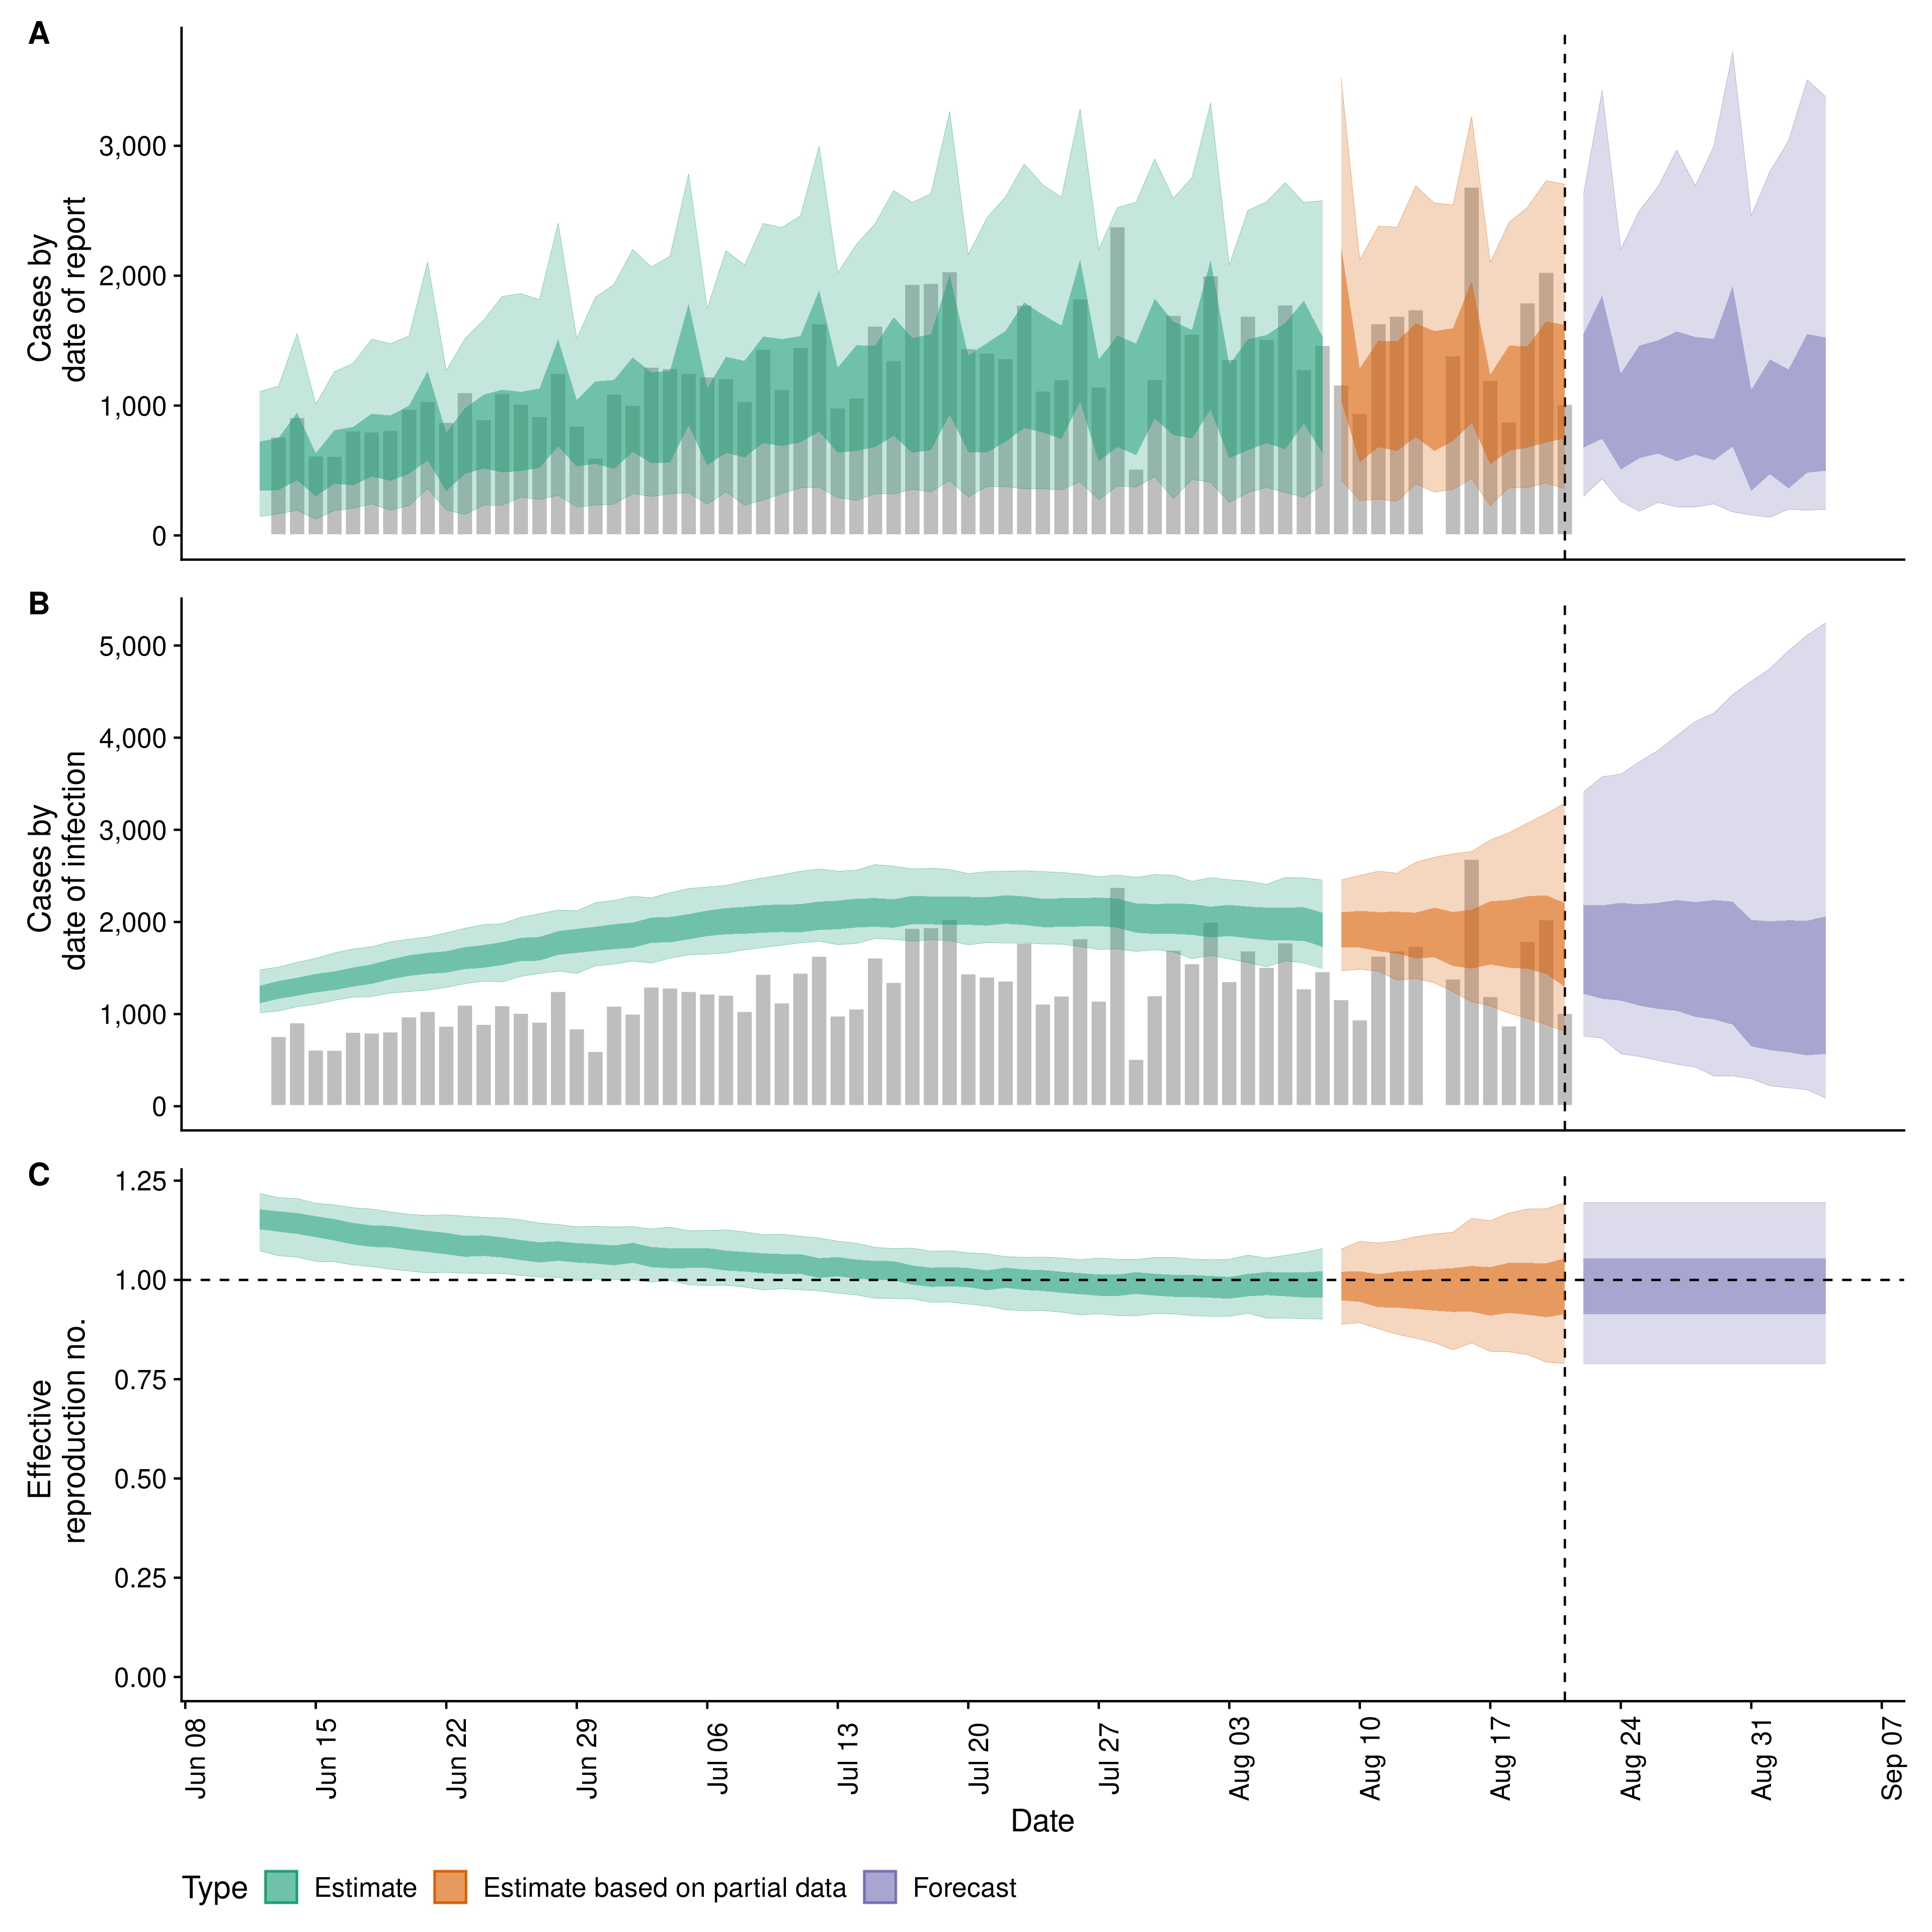 A
Cases by
date of report
3,000
2,000
1,000
0
B
Cases by
date of infection
5,000
4,000
3,000
2,000
1,000
0
C
Effective
reproduction no.
1.25
1.00
0.75
0.50
0.25
0.00
Jun 08
Jun 15
Jun 22
Jun 29
Jul 06
Jul 13
Jul 20
Jul 27
Aug 03
Aug 10
Aug 17
Aug 24
Aug 31
Sep 07
Date
Type Estimate Estimate based on partial data Forecast